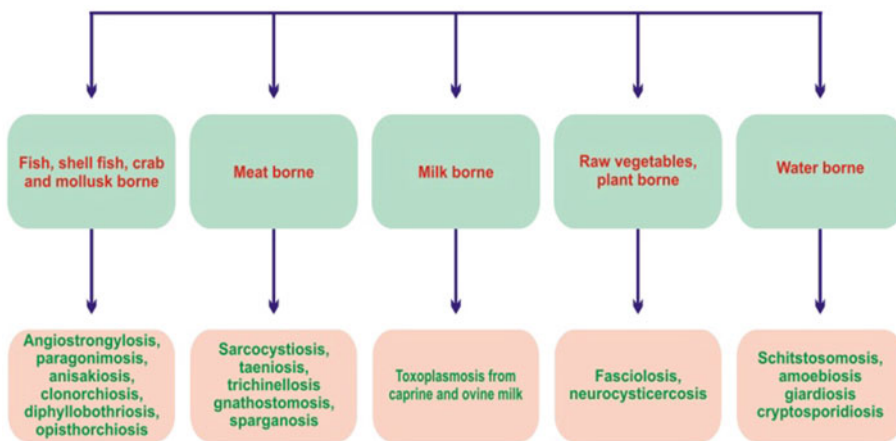 Fish, shell fish, crab
and mollusk borne
Meat borne
Milk borne
Raw vegetables,
plant borne
Water borne
Angiostrongylosis,
paragonimosis,
anisakiosis,
clonorchiosis,
diphyllobothriosis,
opisthorchiosis
Sarcocystiosis,
taeniosis,
trichinellosis
gnathostomosis,
sparganosis
Toxoplasmosis from
caprine and ovine milk
Fasciolosis,
neurocysticercosis
Schitstosomosis,
amoebiosis
giardiosis
cryptosporidiosis